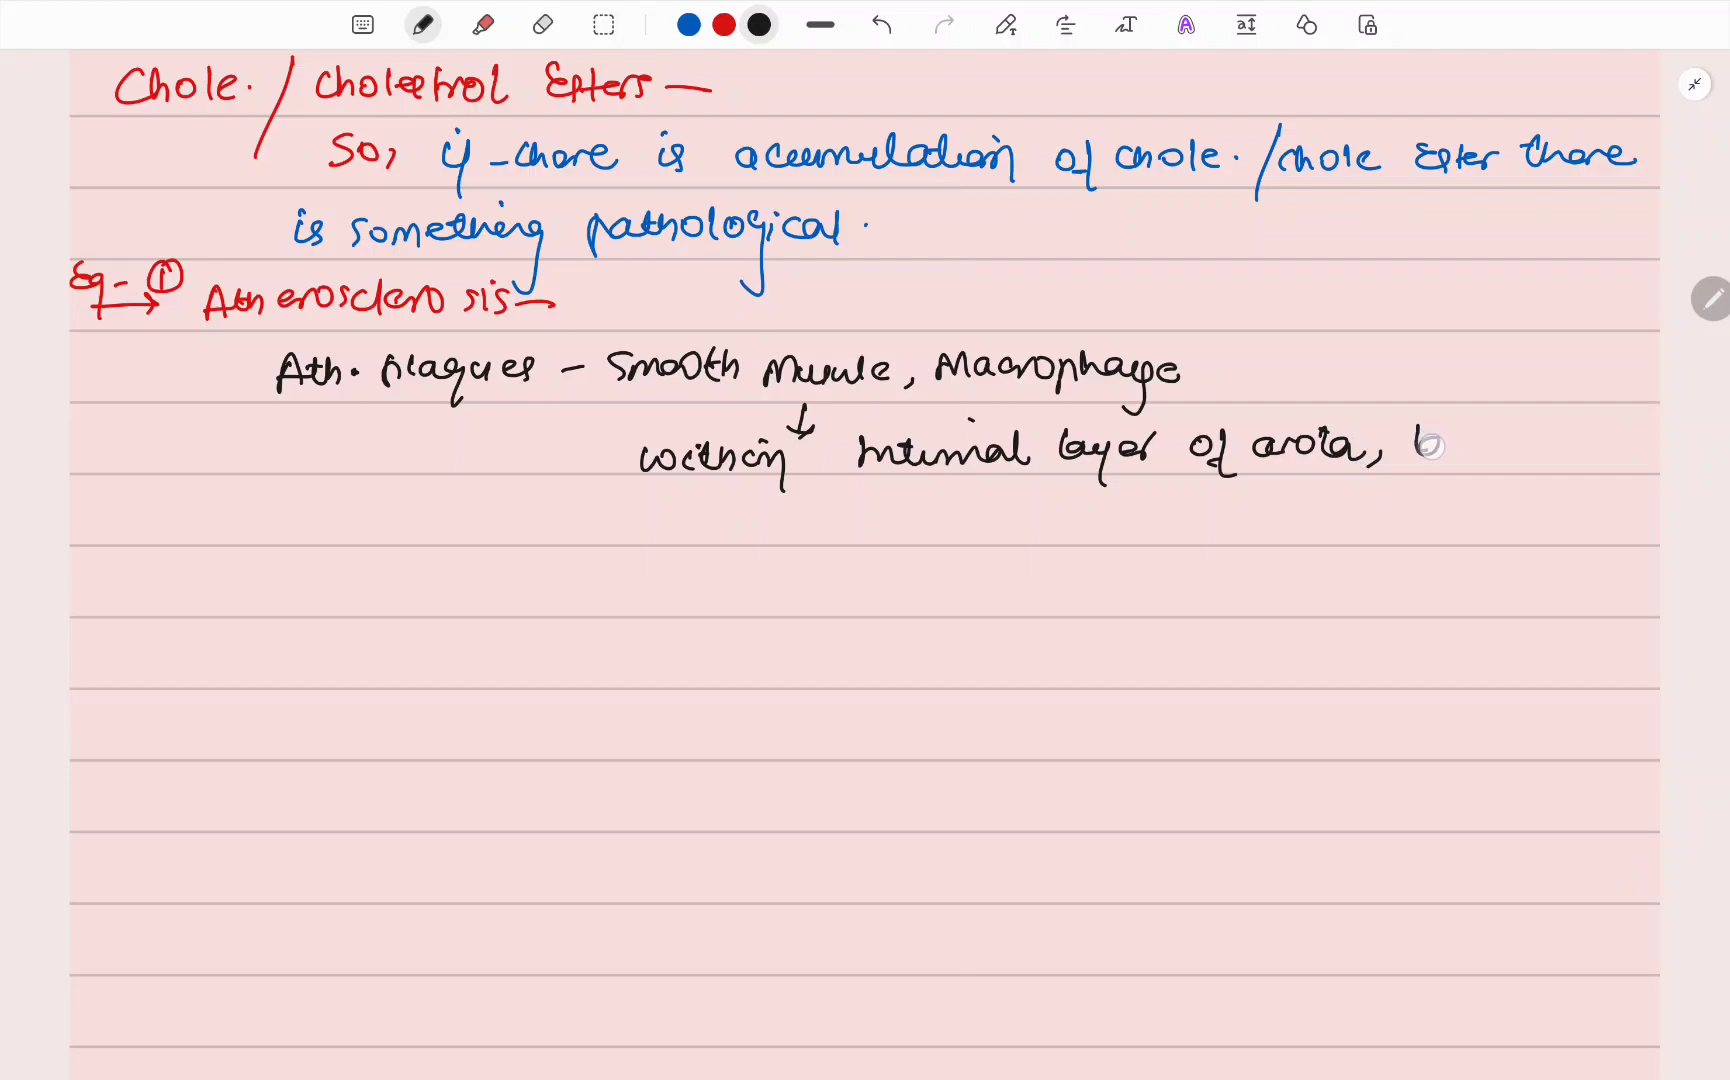 Chole. / Cholestrol Esters —
So, if there is accumulation of chole. / chole Ester there
is something pathological.
Eg - ①
Atherosclerosis —
Ath. plaques - Smooth Muscle, Macrophage
↓
within Intimal layer of arota,